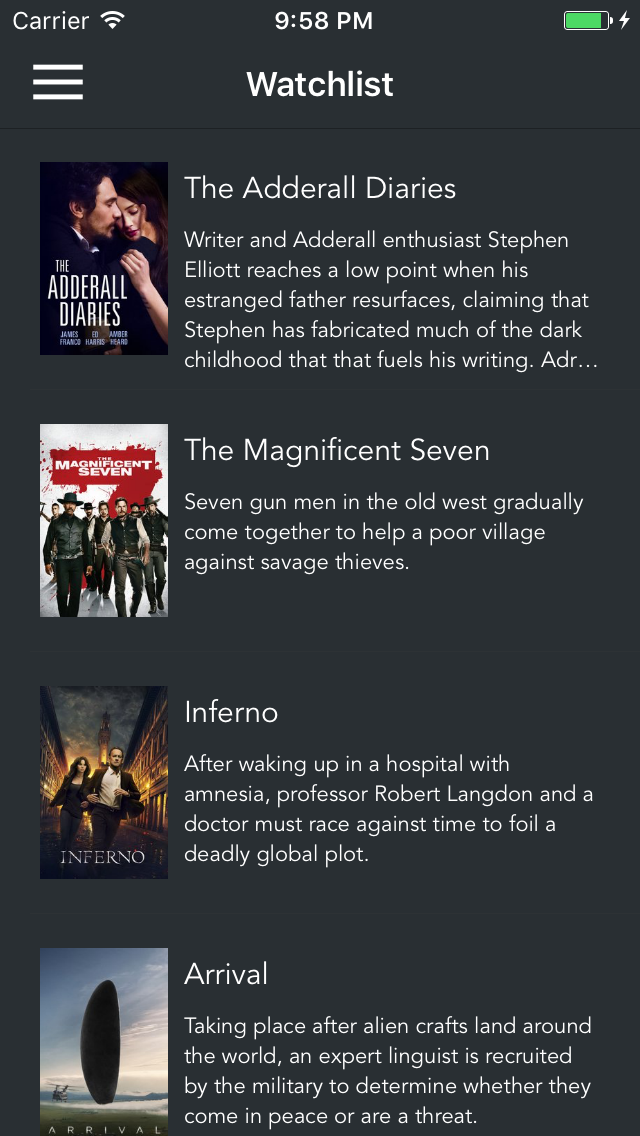 Carrier 9:58 PM
Watchlist
THE
ADDERALL
DIARIES
JAMES ED AMBER
FRANCO HARRIS HEARD
The Adderall Diaries
Writer and Adderall enthusiast Stephen
Elliott reaches a low point when his
estranged father resurfaces, claiming that
Stephen has fabricated much of the dark
childhood that that fuels his writing. Adr…
THE
MAGNIFICENT
SEVEN
The Magnificent Seven
Seven gun men in the old west gradually
come together to help a poor village
against savage thieves.
INFERNO
Inferno
After waking up in a hospital with
amnesia, professor Robert Langdon and a
doctor must race against time to foil a
deadly global plot.
ARRIVAL
Arrival
Taking place after alien crafts land around
the world, an expert linguist is recruited
by the military to determine whether they
come in peace or are a threat.